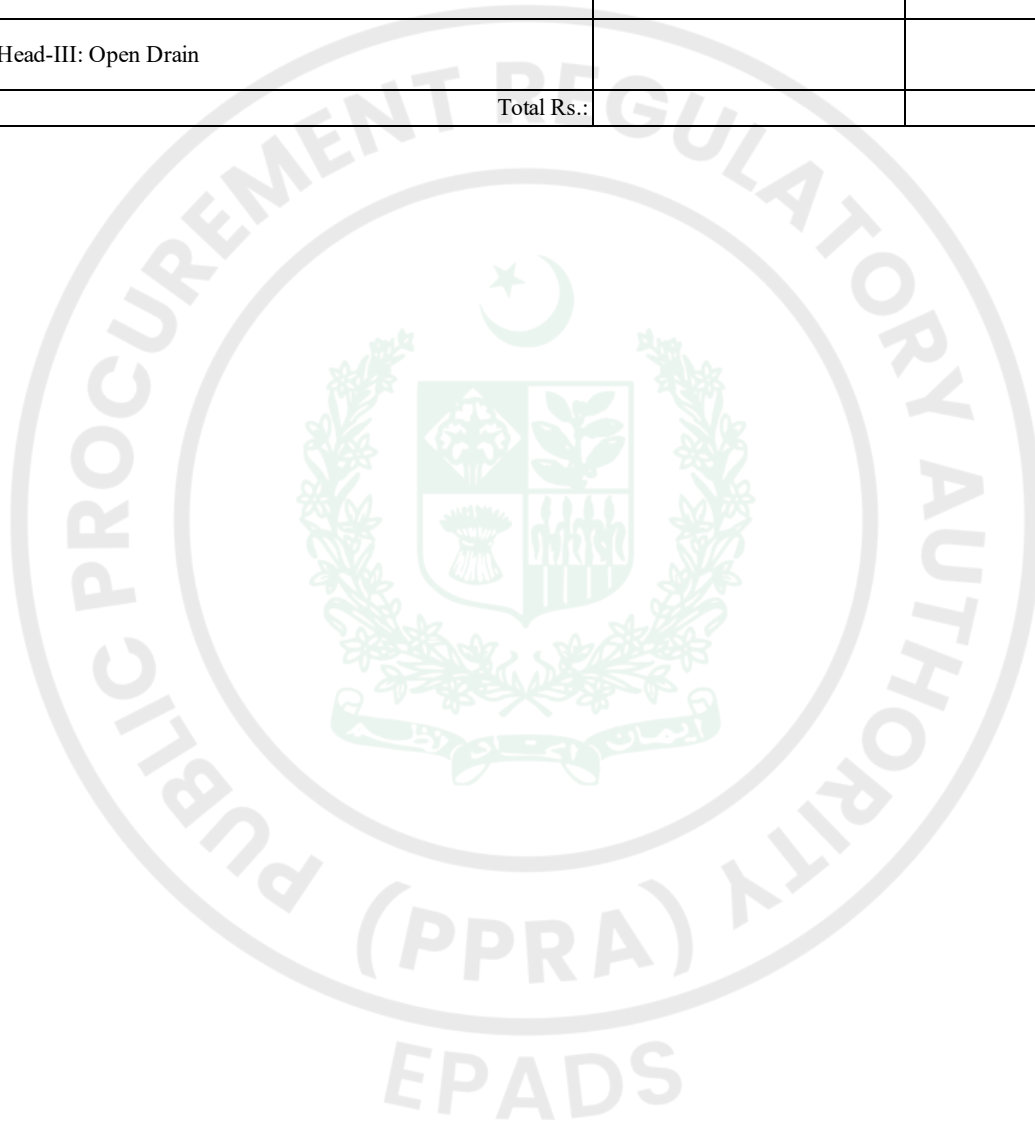 Head-III: Open Drain
Total Rs.:
PUBLIC PROCUREMENT REGULATORY AUTHORITY
(PPRA)
EPADS